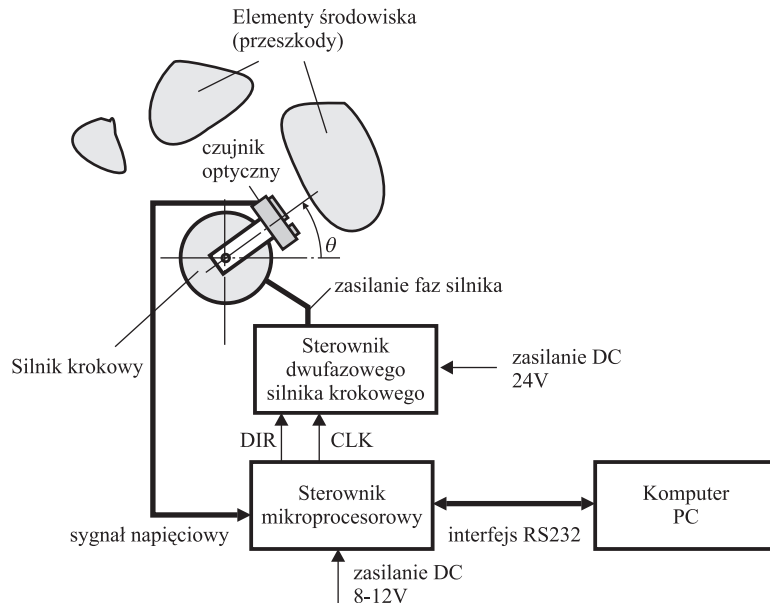 Elementy środowiska
(przeszkody)
czujnik
optyczny
θ
zasilanie faz silnika
Silnik krokowy
Sterownik
dwufazowego
silnika krokowego
zasilanie DC
24V
DIR
CLK
Sterownik
mikroprocesorowy
Komputer
PC
sygnał napięciowy
interfejs RS232
zasilanie DC
8-12V